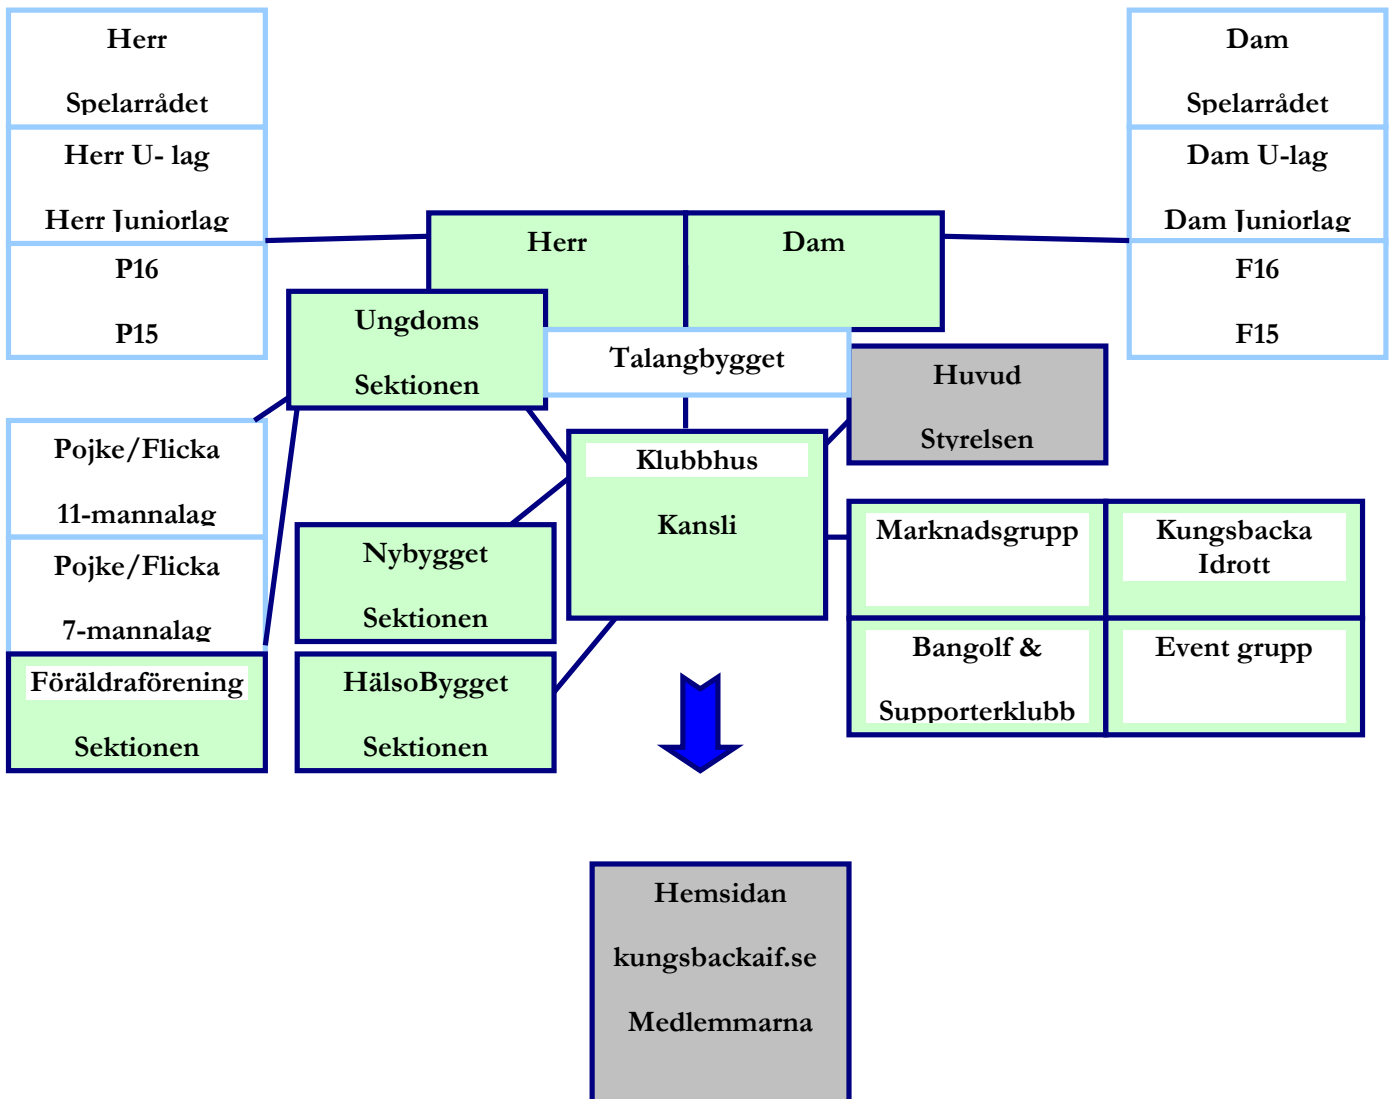 Herr
Spelarrådet
Herr U- lag
Herr Juniorlag
P16
P15
Dam
Spelarrådet
Dam U-lag
Dam Juniorlag
F16
F15
Herr
Dam
Ungdoms
Sektionen
Talangbygget
Huvud
Styrelsen
Pojke/Flicka
11-mannalag
Pojke/Flicka
7-mannalag
Föräldraförening
Sektionen
Klubbhus
Kansli
Nybygget
Sektionen
HälsoBygget
Sektionen
Marknadsgrupp
Kungsbacka
Idrott
Bangolf &
Supporterklubb
Event grupp
Hemsidan
kungsbackaif.se
Medlemmarna